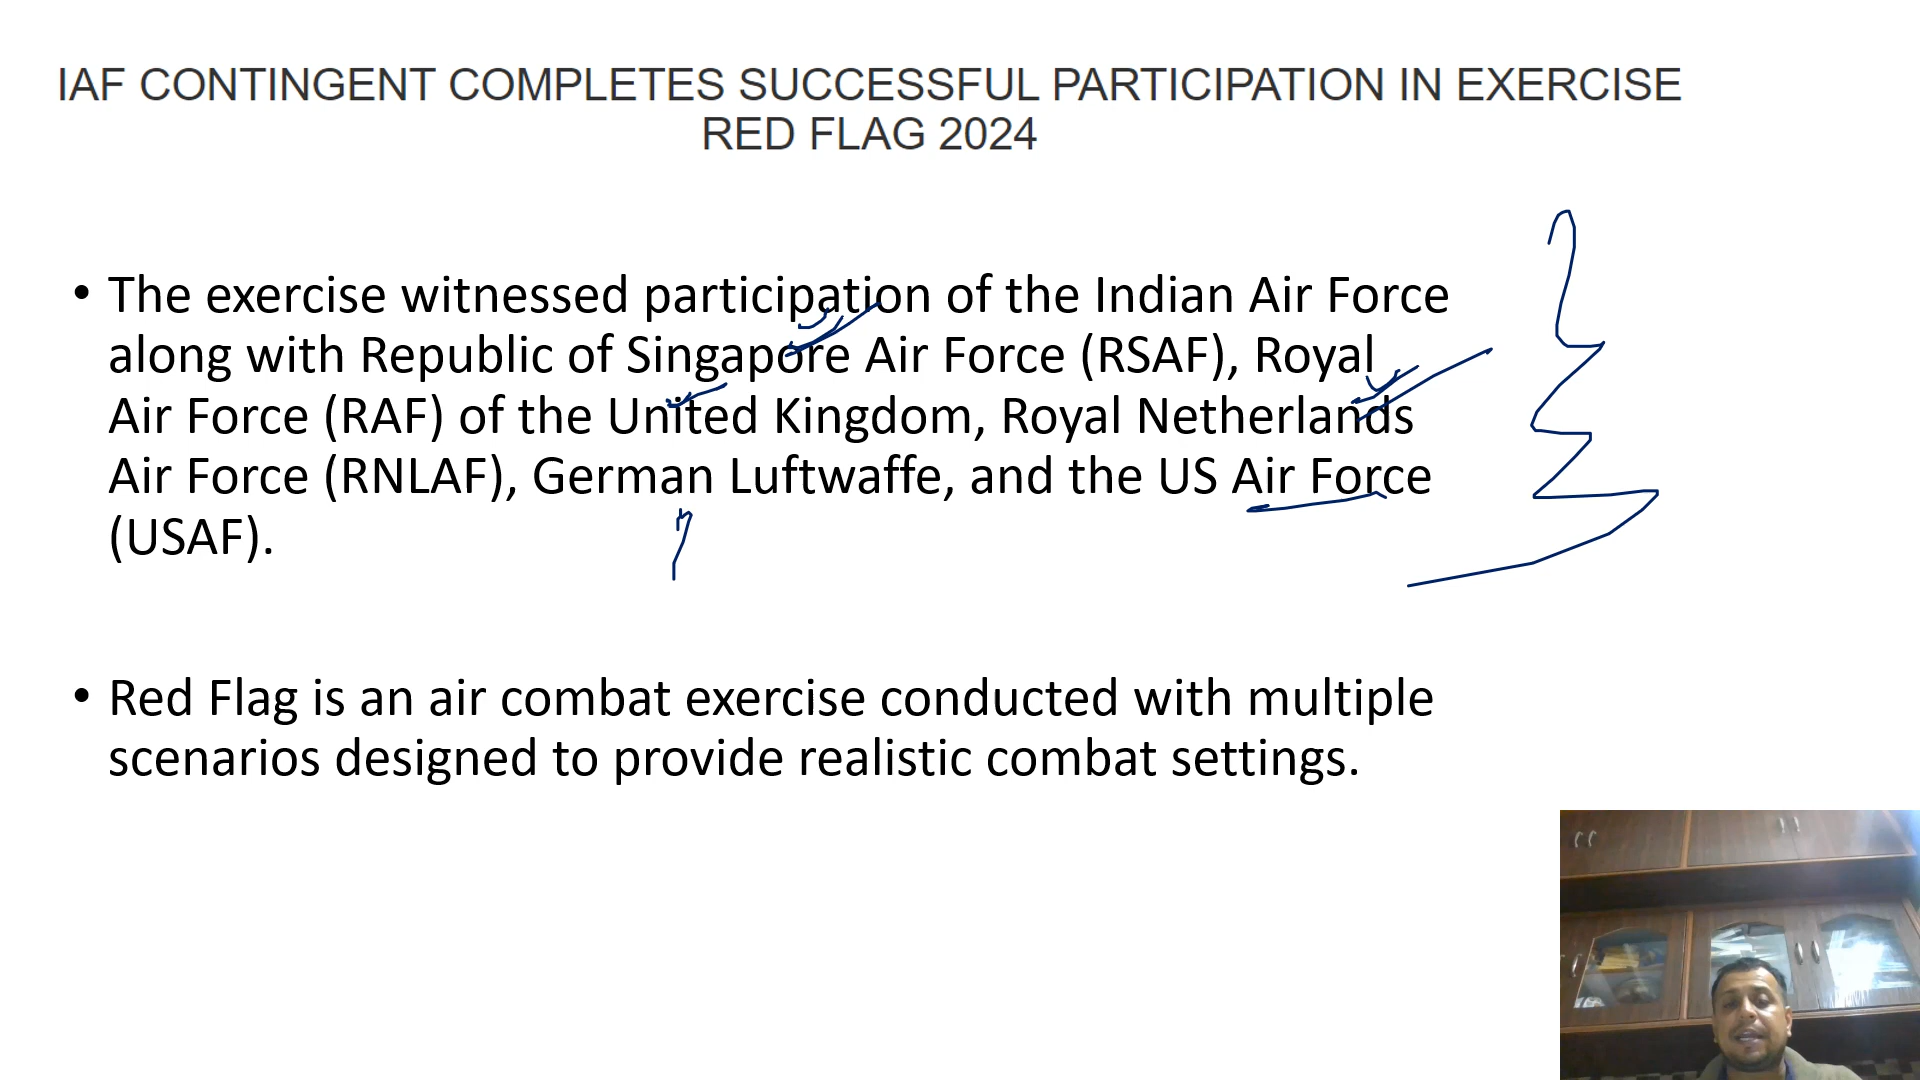 IAF CONTINGENT COMPLETES SUCCESSFUL PARTICIPATION IN EXERCISE
RED FLAG 2024
• The exercise witnessed participation of the Indian Air Force
along with Republic of Singapore Air Force (RSAF), Royal
Air Force (RAF) of the United Kingdom, Royal Netherlands
Air Force (RNLAF), German Luftwaffe, and the US Air Force
(USAF).
• Red Flag is an air combat exercise conducted with multiple
scenarios designed to provide realistic combat settings.